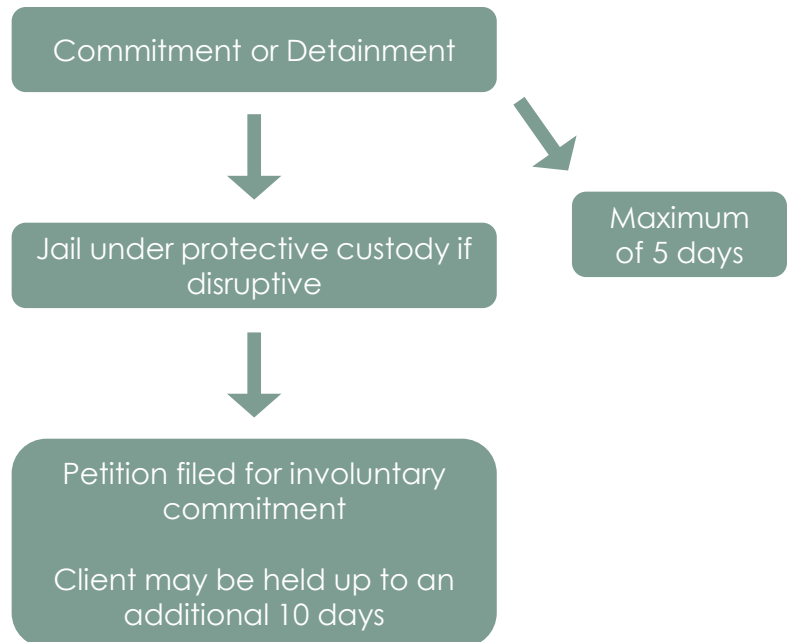 Commitment or Detainment
Jail under protective custody if
disruptive
Maximum
of 5 days
Petition filed for involuntary
commitment
Client may be held up to an
additional 10 days